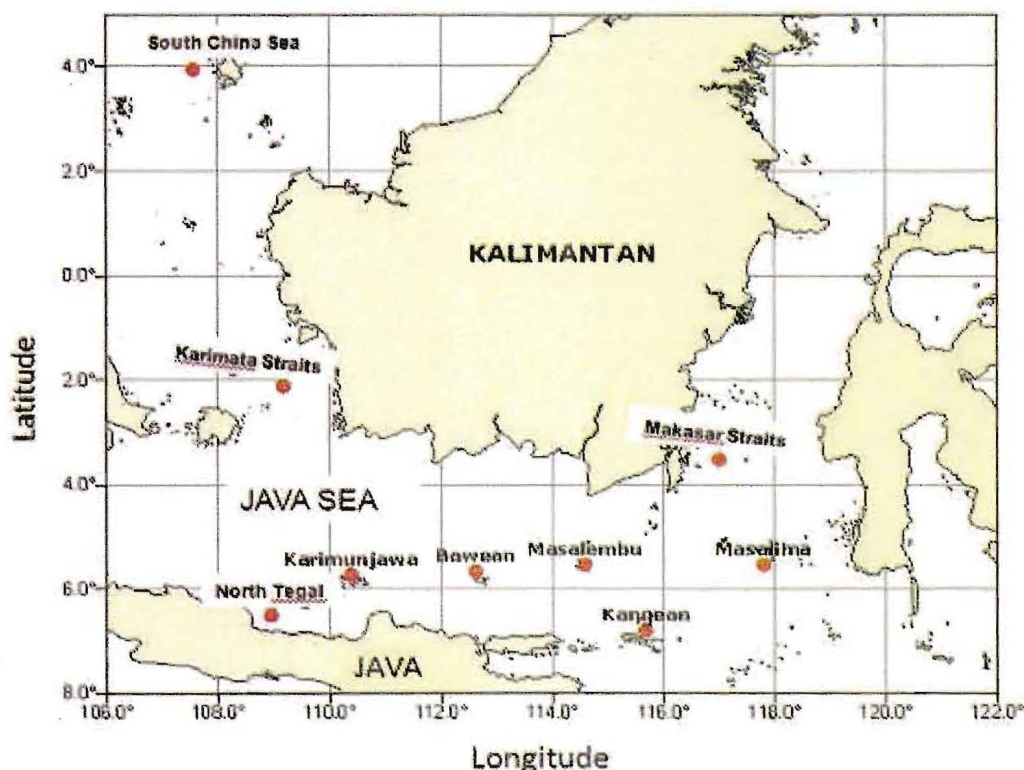 South China Sea
4.0°
2.0°
KALIMANTAN
0.0°
Karimata Straits
2.0°
Makasar Straits
Latitude
4.0°
JAVA SEA
Karimunjawa
Bawean
Masalembu
Masalima
6.0°
North Tegal
Kangean
JAVA
8.0°
106.0° 108.0° 110.0° 112.0° 114.0° 116.0° 118.0° 120.0° 122.0°
Longitude